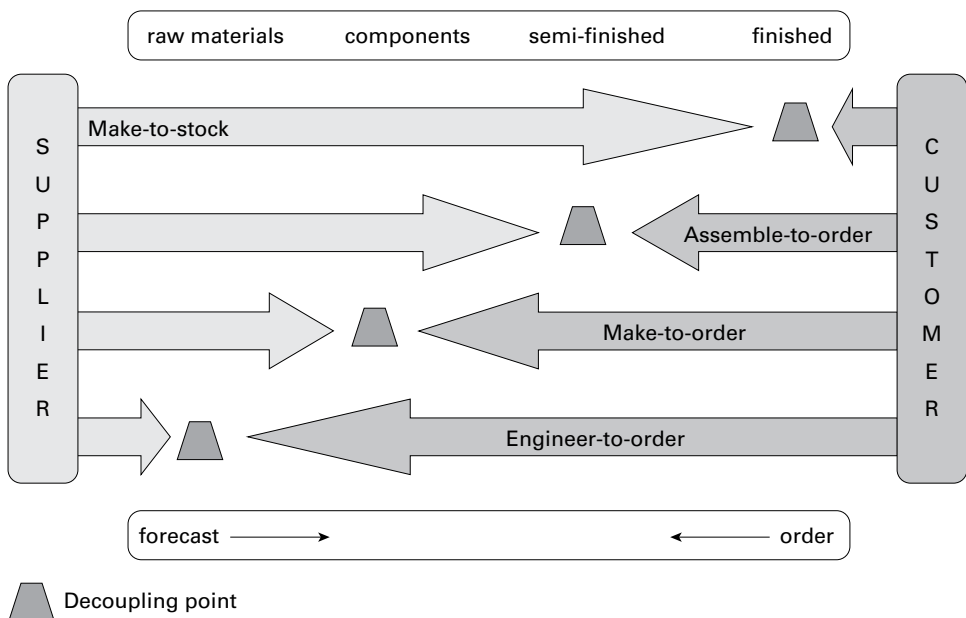 raw materials components semi-finished finished
SUPPLIER
CUSTOMER
Make-to-stock
Assemble-to-order
Make-to-order
Engineer-to-order
forecast order
Decoupling point